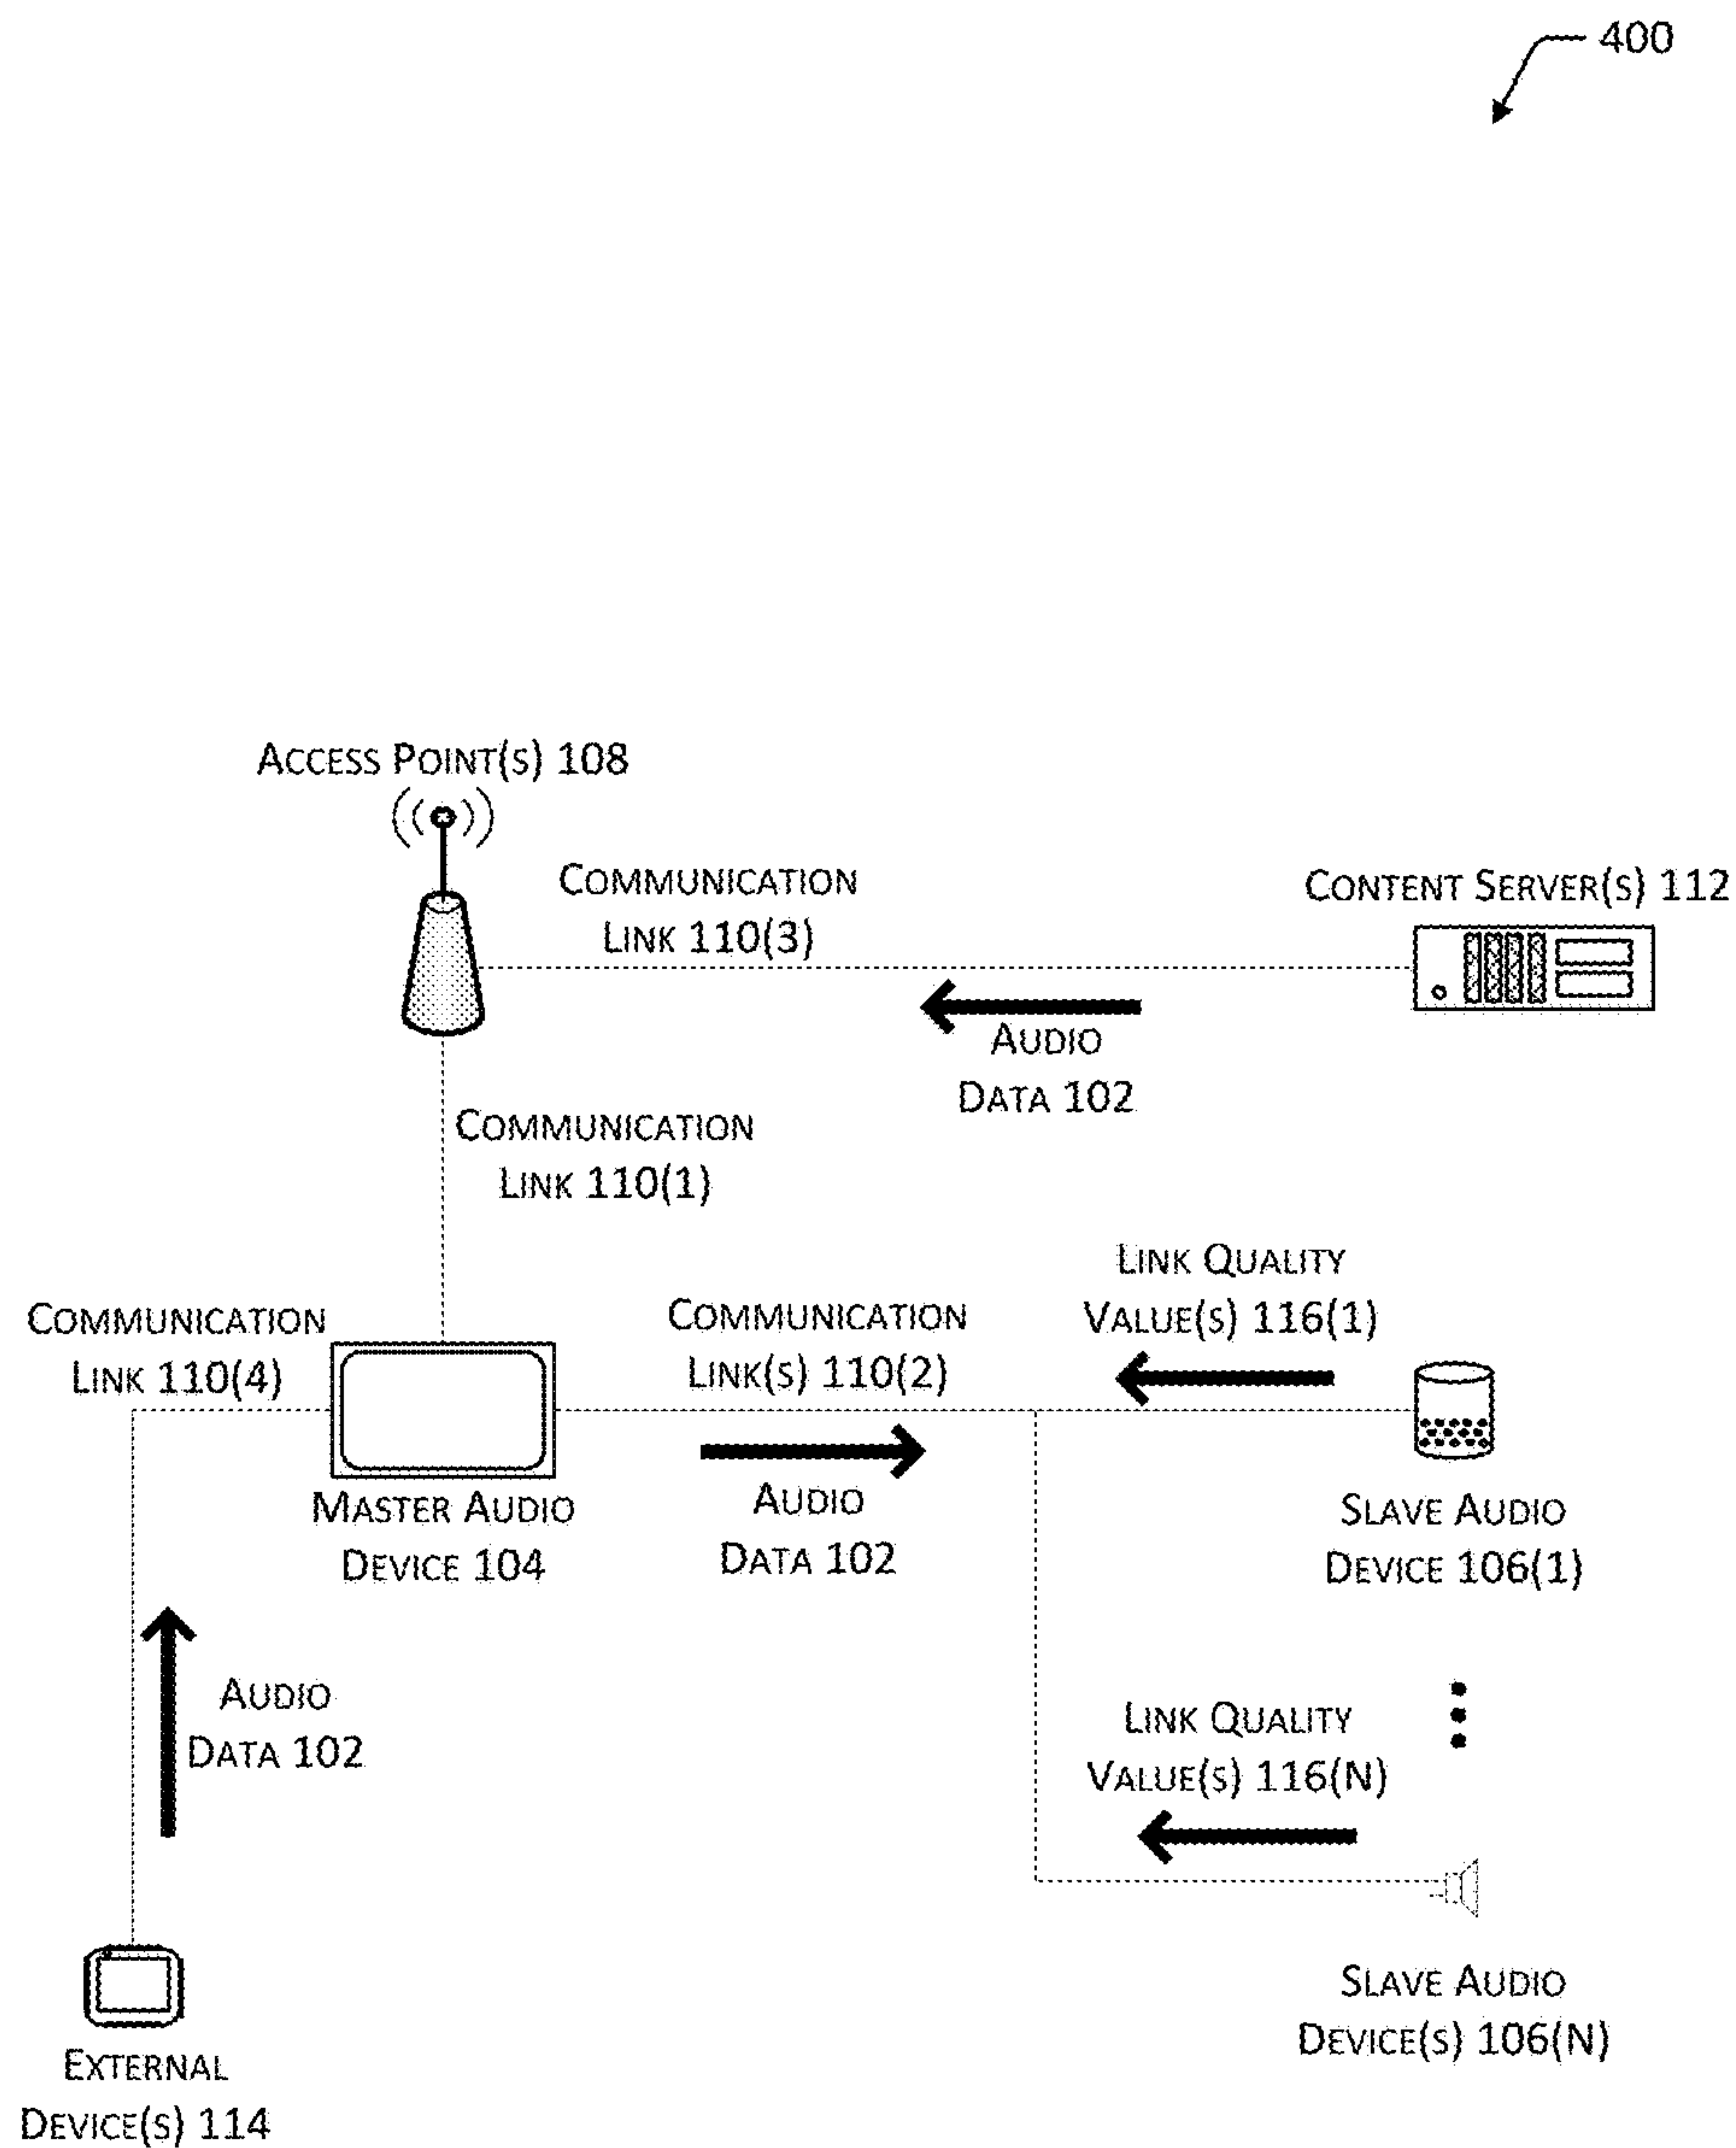 400
ACCESS POINT(S) 108
COMMUNICATION
LINK 110(3)
CONTENT SERVER(S) 112
AUDIO
DATA 102
COMMUNICATION
LINK 110(1)
LINK QUALITY
VALUE(S) 116(1)
COMMUNICATION
LINK 110(4)
COMMUNICATION
LINK(S) 110(2)
MASTER AUDIO
DEVICE 104
AUDIO
DATA 102
SLAVE AUDIO
DEVICE 106(1)
AUDIO
DATA 102
LINK QUALITY
VALUE(S) 116(N)
SLAVE AUDIO
DEVICE(S) 106(N)
EXTERNAL
DEVICE(S) 114